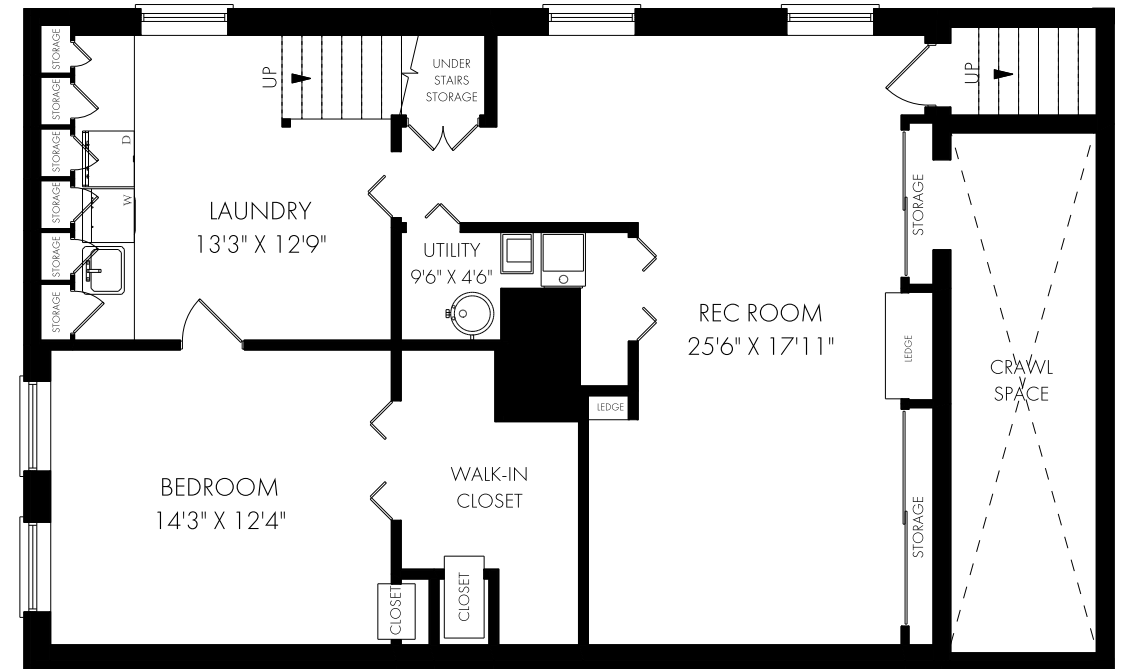 STORAGE
STORAGE
STORAGE
STORAGE
STORAGE
STORAGE
D
W
UP
UNDER
STAIRS
STORAGE
UP
LAUNDRY
13'3" X 12'9"
UTILITY
9'6" X 4'6"
STORAGE
REC ROOM
25'6" X 17'11"
LEDGE
CRAWL
SPACE
LEDGE
BEDROOM
14'3" X 12'4"
WALK-IN
CLOSET
STORAGE
CLOSET
CLOSET